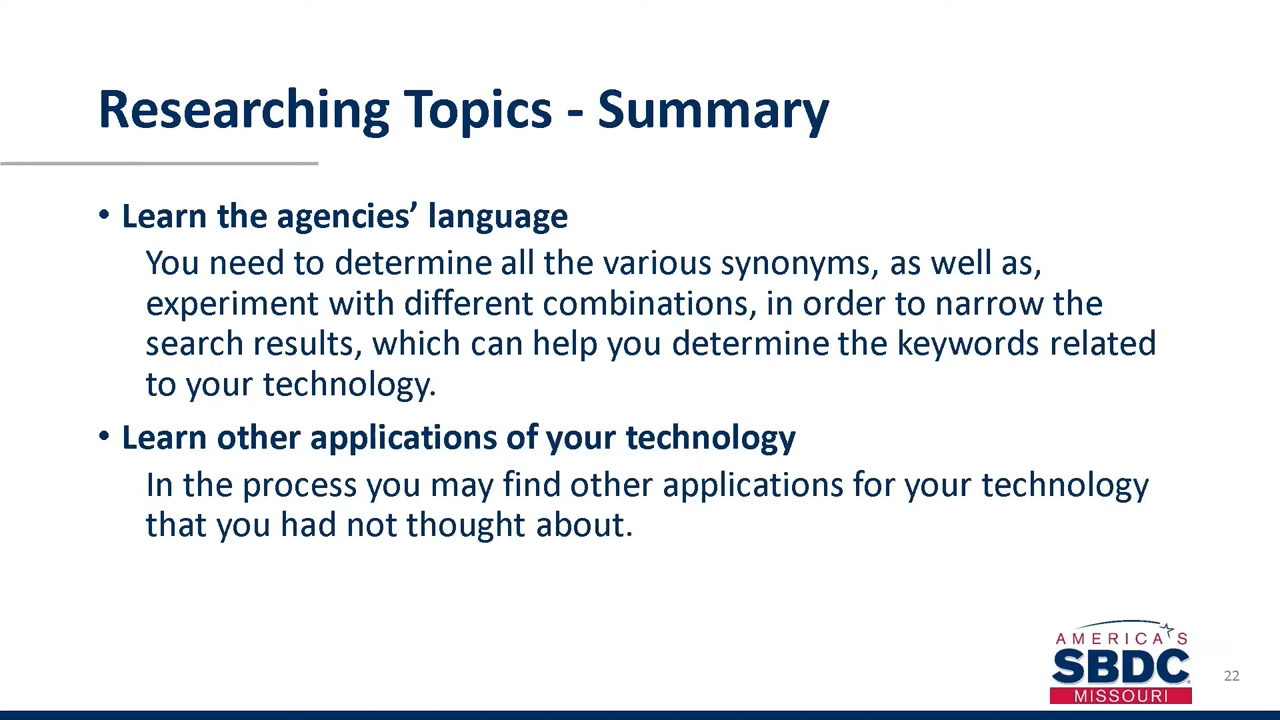 Researching Topics - Summary
• Learn the agencies’ language
You need to determine all the various synonyms, as well as,
experiment with different combinations, in order to narrow the
search results, which can help you determine the keywords related
to your technology.
• Learn other applications of your technology
In the process you may find other applications for your technology
that you had not thought about.
AMERICA'S
SBDC
MISSOURI
22